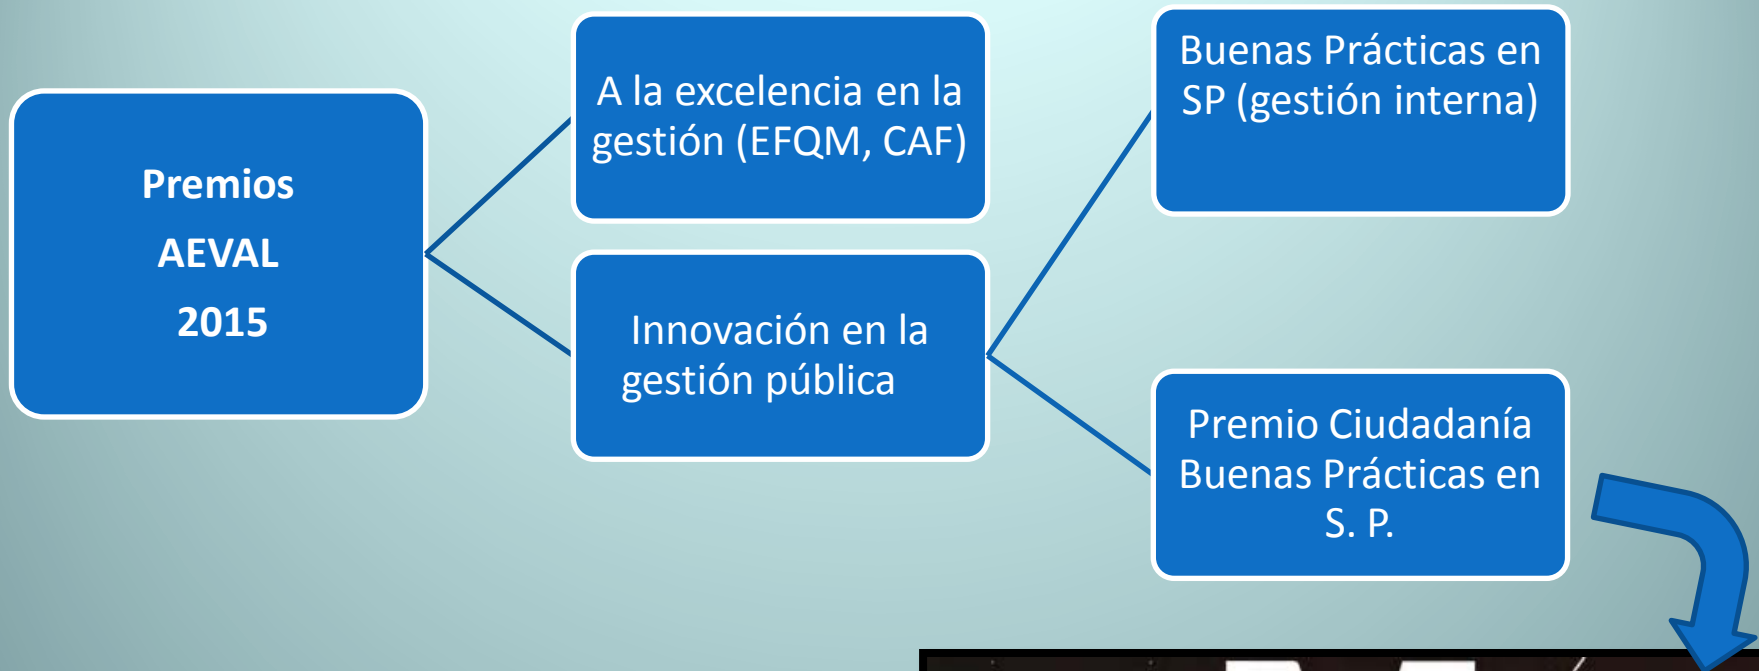 Premios
AEVAL
2015
A la excelencia en la
gestión (EFQM, CAF)
Innovación en la
gestión pública
Buenas Prácticas en
SP (gestión interna)
Premio Ciudadanía
Buenas Prácticas en
S. P.